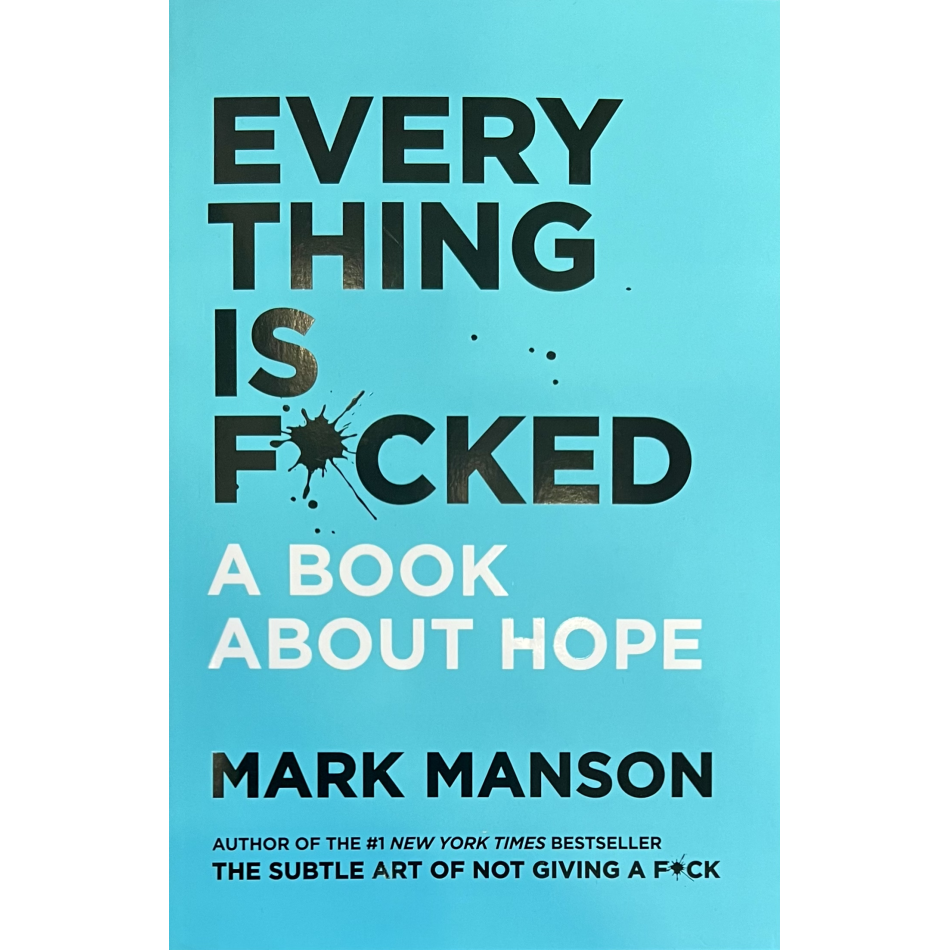 EVERY
THING
IS
F*CKED
A BOOK
ABOUT HOPE
MARK MANSON
AUTHOR OF THE #1 NEW YORK TIMES BESTSELLER
THE SUBTLE ART OF NOT GIVING A F*CK